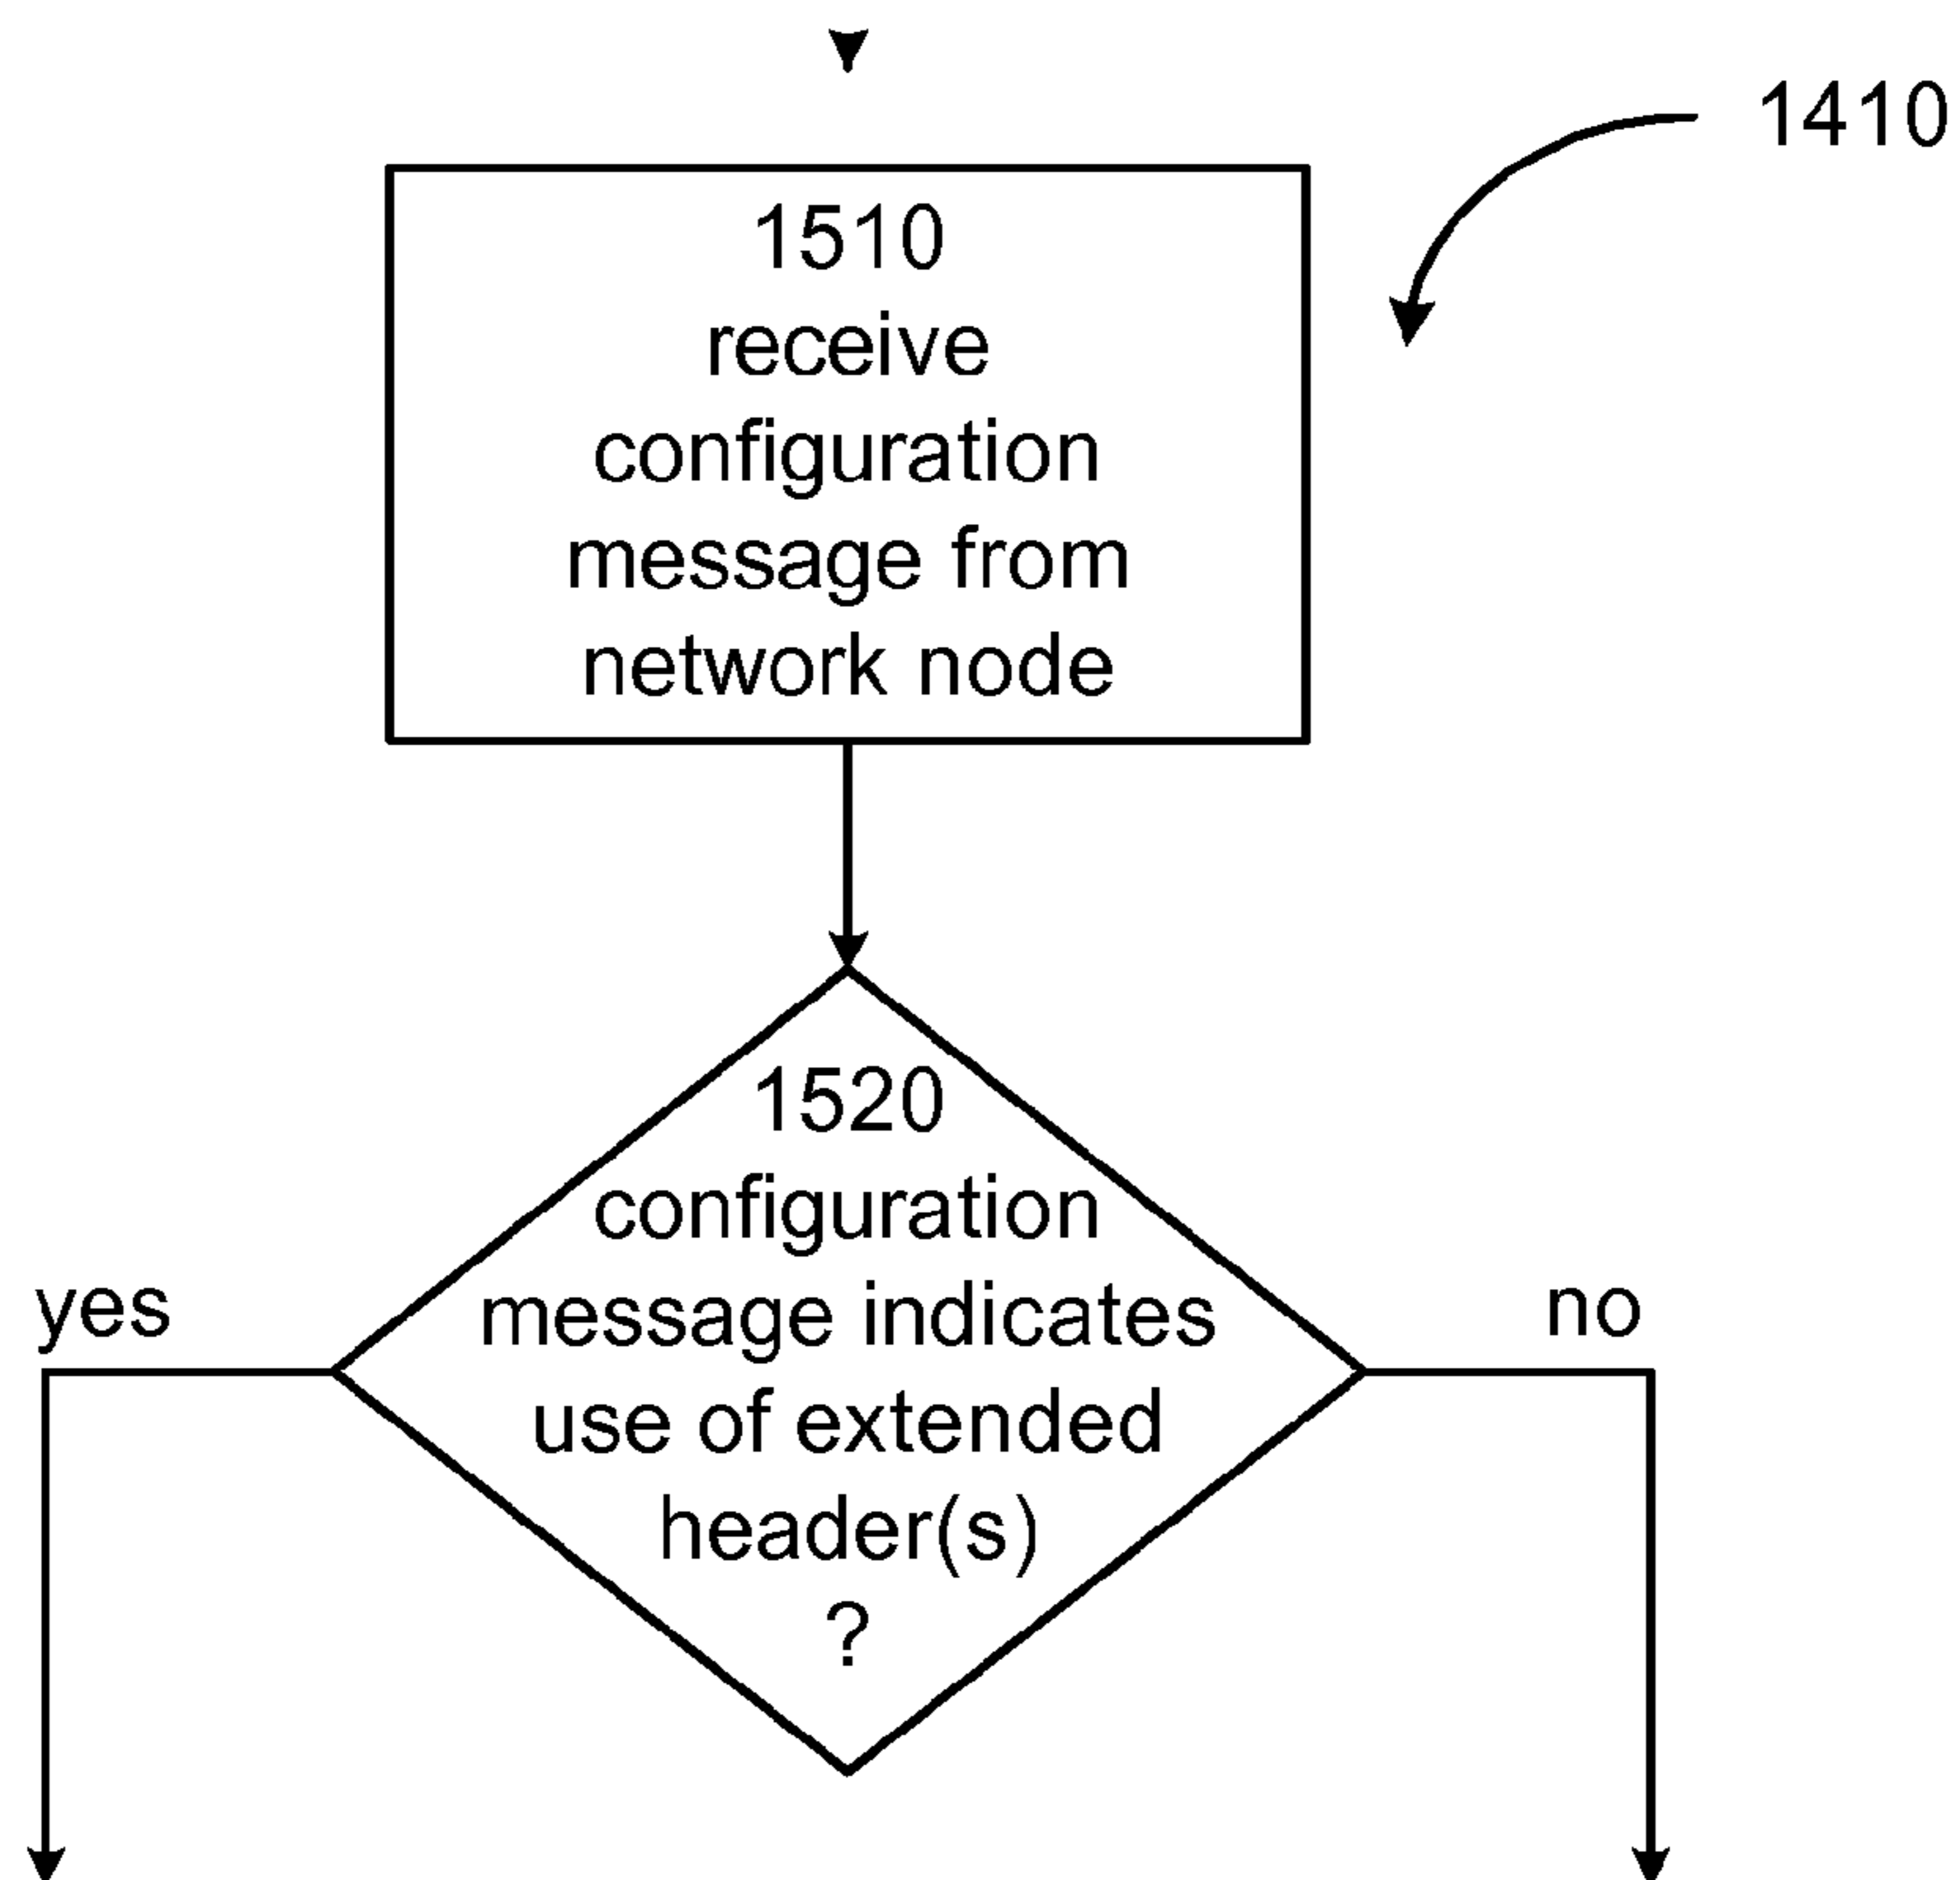 1410
1510
receive
configuration
message from
network node
1520
configuration
message indicates
use of extended
header(s)
?
yes
no